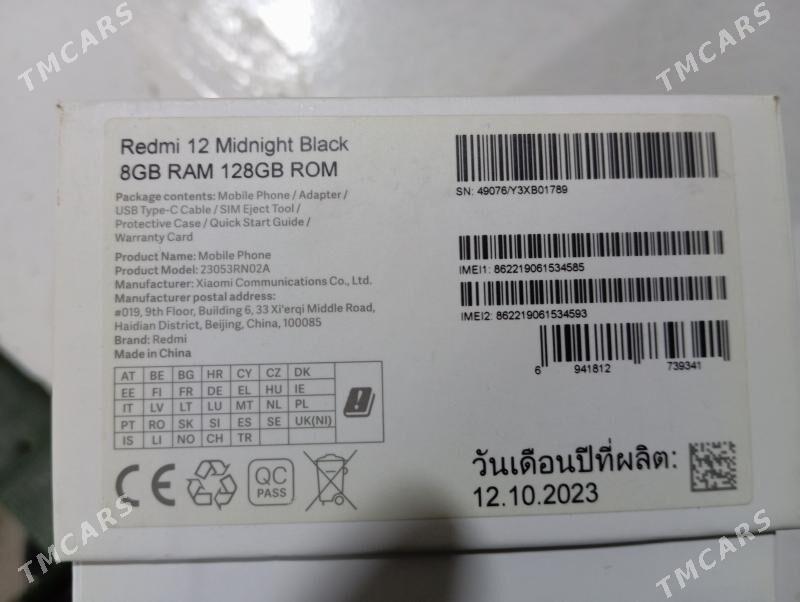 TMCARS
TMCARS
Redmi 12 Midnight Black
8GB RAM 128GB ROM
Package contents: Mobile Phone / Adapter /
USB Type-C Cable / SIM Eject Tool /
Protective Case / Quick Start Guide /
Warranty Card
Product Name: Mobile Phone
Product Model: 23053RN02A
Manufacturer: Xiaomi Communications Co., Ltd.
Manufacturer postal address:
#019, 9th Floor, Building 6, 33 Xi'erqi Middle Road,
Haidian District, Beijing, China, 100085
Brand: Redmi
Made in China
SN: 49076/Y3XB01789
IMEI1: 862219061534585
IMEI2: 862219061534593
6 941812 739341
AT BE BG HR CY CZ DK
EE FI FR DE EL HU IE
IT LV LT LU MT NL PL
PT RO SK SI ES SE UK(NI)
IS LI NO CH TR
CE
QC
PASS
วันเดือนปีที่ผลิต:
12.10.2023
TMCARS
TMCARS